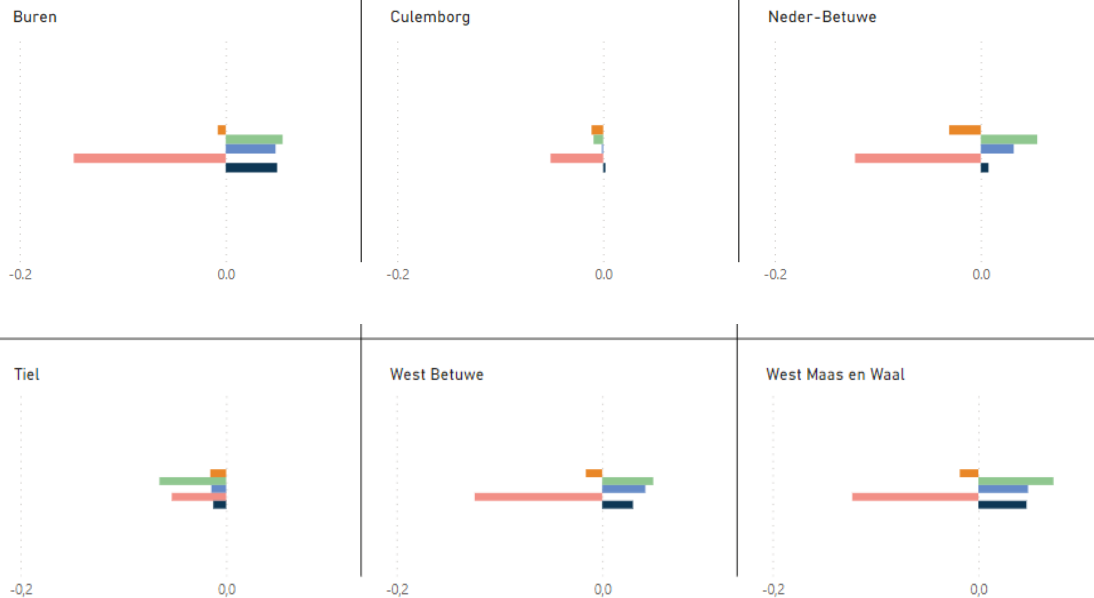 Buren Culemborg Neder-Betuwe
-0.2 0.0 -0.2 0.0 -0.2 0.0
Tiel West Betuwe West Maas en Waal
-0,2 0,0 -0,2 0,0 -0,2 0,0